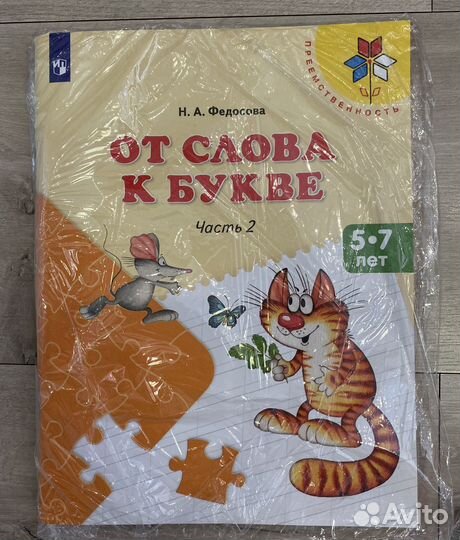 ПРЕЕМСТВЕННОСТЬ
Н. А. Федосова
ОТ СЛОВА
К БУКВЕ
Часть 2
5•7
лет
Avito